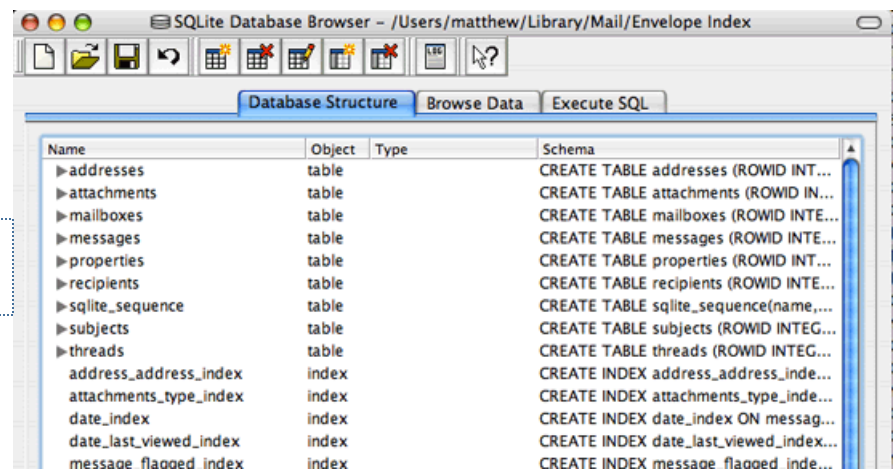 SQLite Database Browser – /Users/matthew/Library/Mail/Envelope Index
LOG ?
Database Structure Browse Data Execute SQL
Name Object Type Schema
addresses table CREATE TABLE addresses (ROWID INT...
attachments table CREATE TABLE attachments (ROWID IN...
mailboxes table CREATE TABLE mailboxes (ROWID INTE...
messages table CREATE TABLE messages (ROWID INTE...
properties table CREATE TABLE properties (ROWID INT...
recipients table CREATE TABLE recipients (ROWID INTE...
sqlite_sequence table CREATE TABLE sqlite_sequence(name,...
subjects table CREATE TABLE subjects (ROWID INTEG...
threads table CREATE TABLE threads (ROWID INTEG...
address_address_index index CREATE INDEX address_address_inde...
attachments_type_index index CREATE INDEX attachments_type_inde...
date_index index CREATE INDEX date_index ON messag...
date_last_viewed_index index CREATE INDEX date_last_viewed_index...
message_flagged_index index CREATE INDEX message_flagged_inde...